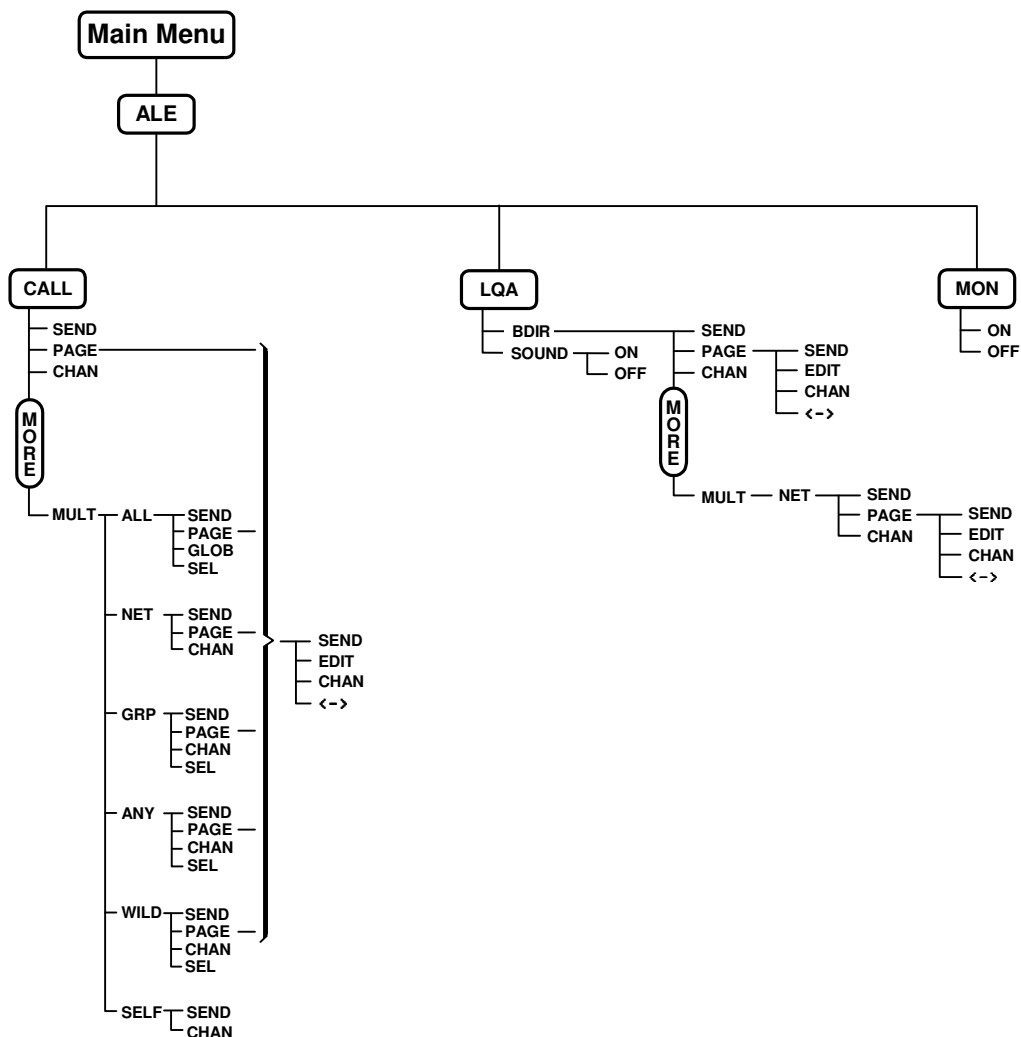 Main Menu
ALE
CALL
SEND
PAGE
CHAN
MORE
MULT
ALL
SEND
PAGE
GLOB
SEL
NET
SEND
PAGE
CHAN
GRP
SEND
PAGE
CHAN
SEL
ANY
SEND
PAGE
CHAN
SEL
WILD
SEND
PAGE
CHAN
SEL
SELF
SEND
CHAN
SEND
EDIT
CHAN
<->
LQA
BDIR
SOUND
ON
OFF
SEND
PAGE
CHAN
SEND
EDIT
CHAN
<->
MORE
MULT
NET
SEND
PAGE
CHAN
SEND
EDIT
CHAN
<->
MON
ON
OFF